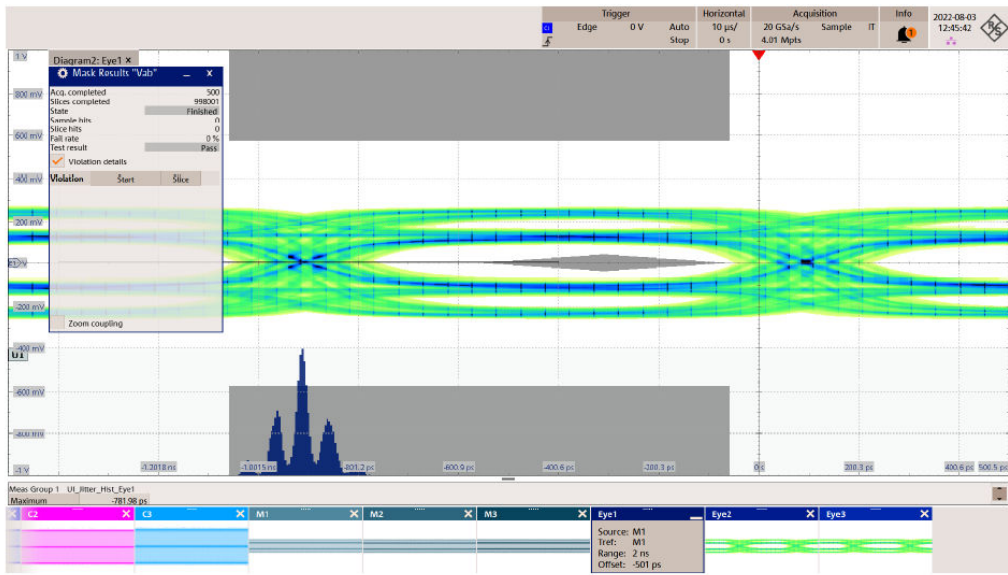 Trigger Horizontal Acquisition Info
C1 Edge 0 V Auto 10 µs/ 20 GSa/s Sample IT 1 2022-08-03
Stop 0 s 4.01 Mpts 12:45:42
R S
Diagram2: Eye1 ×
Mask Results "Vab" _ x
Acq. completed 500
Slices completed 998001
State Finished
Sample hits 0
Slice hits 0
Fail rate 0 %
Test result Pass
Violation details
Violation Start Slice
Zoom coupling
1 V
800 mV
600 mV
400 mV
200 mV
-200 mV
U1
-400 mV
-600 mV
-800 mV
-1 V
-1.2018 ns -1.0015 ns -801.2 ps -600.9 ps -400.6 ps -200.3 ps 0 s 200.3 ps 400.6 ps 500.5 ps
Meas Group 1 UI_Jitter_Hist_Eye1
Maximum -781.98 ps
C2 × C3 × M1 × M2 × M3 × Eye1 _ Eye2 × Eye3 ×
Source: M1
Tref: M1
Range: 2 ns
Offset: -501 ps